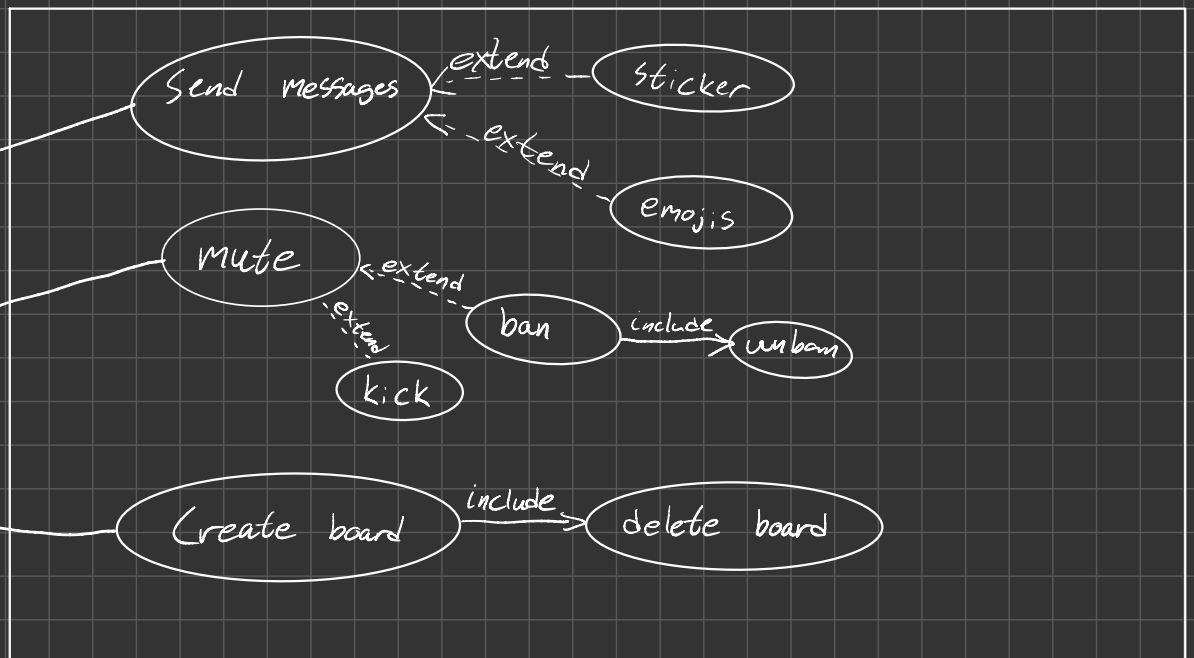 Send messages
extend
sticker
extend
emojis
mute
extend
extend
ban
include
unban
kick
Create board
include
delete board